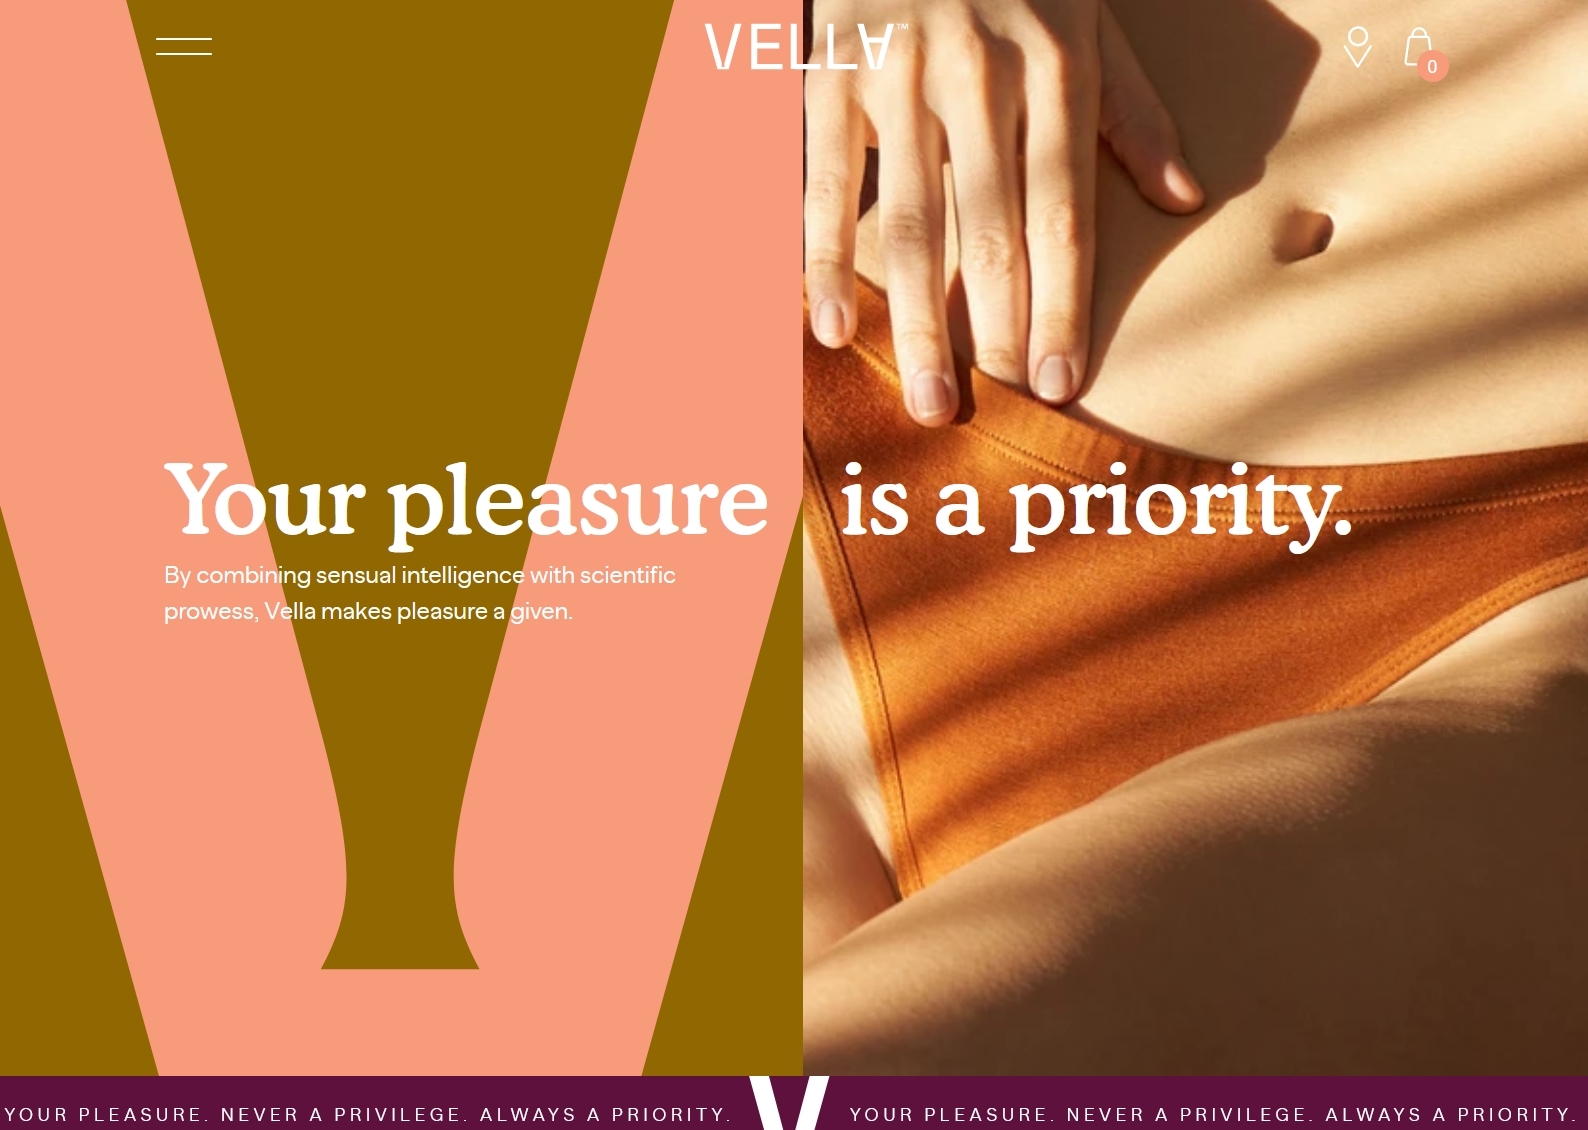 VELLA™
0
Your pleasure is a priority.
By combining sensual intelligence with scientific
prowess, Vella makes pleasure a given.
YOUR PLEASURE. NEVER A PRIVILEGE. ALWAYS A PRIORITY. V YOUR PLEASURE. NEVER A PRIVILEGE. ALWAYS A PRIORITY.